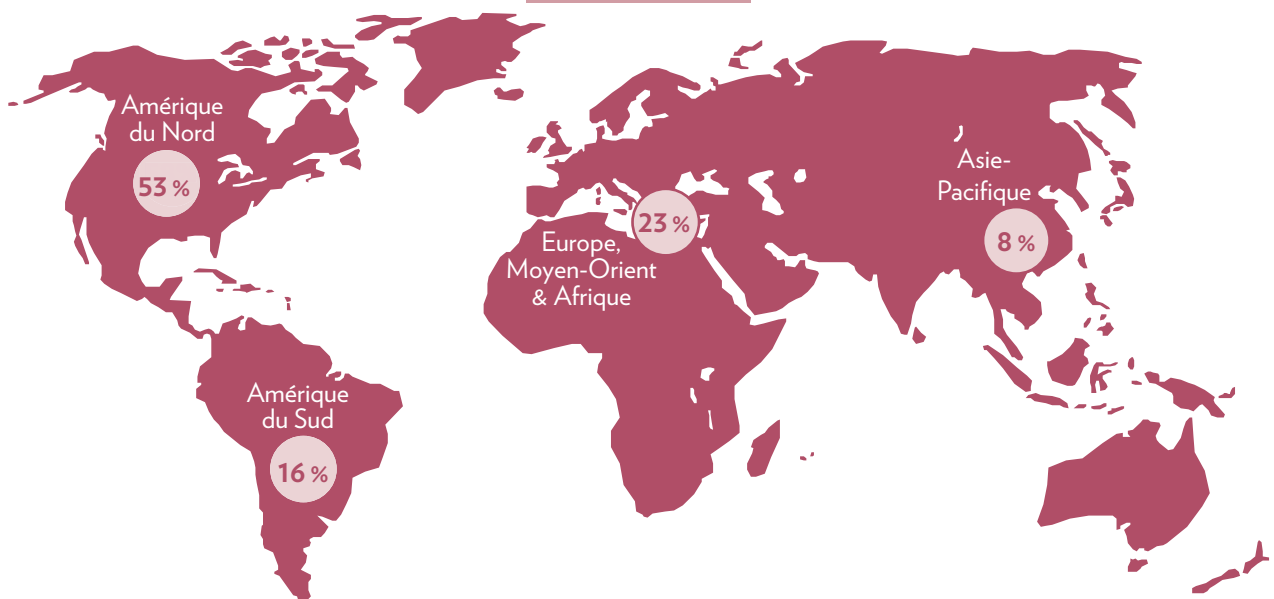 Amérique
du Nord
53 %
Amérique
du Sud
16 %
Europe,
Moyen-Orient
& Afrique
23 %
Asie-
Pacifique
8 %